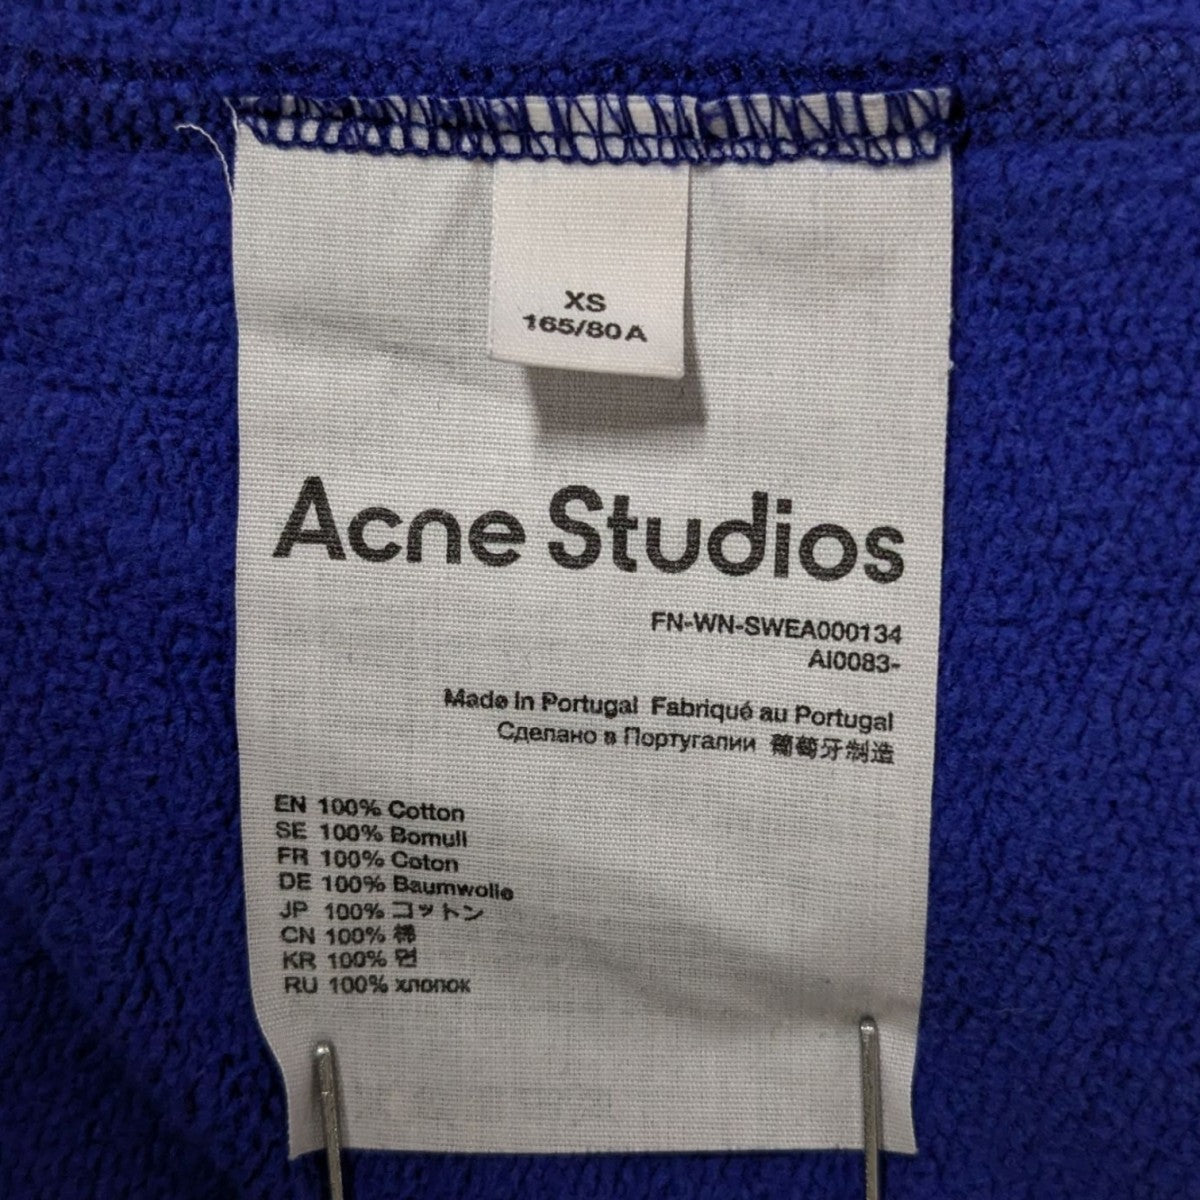 XS
165/80A
Acne Studios
FN-WN-SWEA000134
AI0083-
Made in Portugal Fabriqué au Portugal
Сделано в Португалии 葡萄牙制造
EN 100% Cotton
SE 100% Bomull
FR 100% Coton
DE 100% Baumwolle
JP 100% コットン
CN 100% 棉
KR 100% 면
RU 100% хлопок